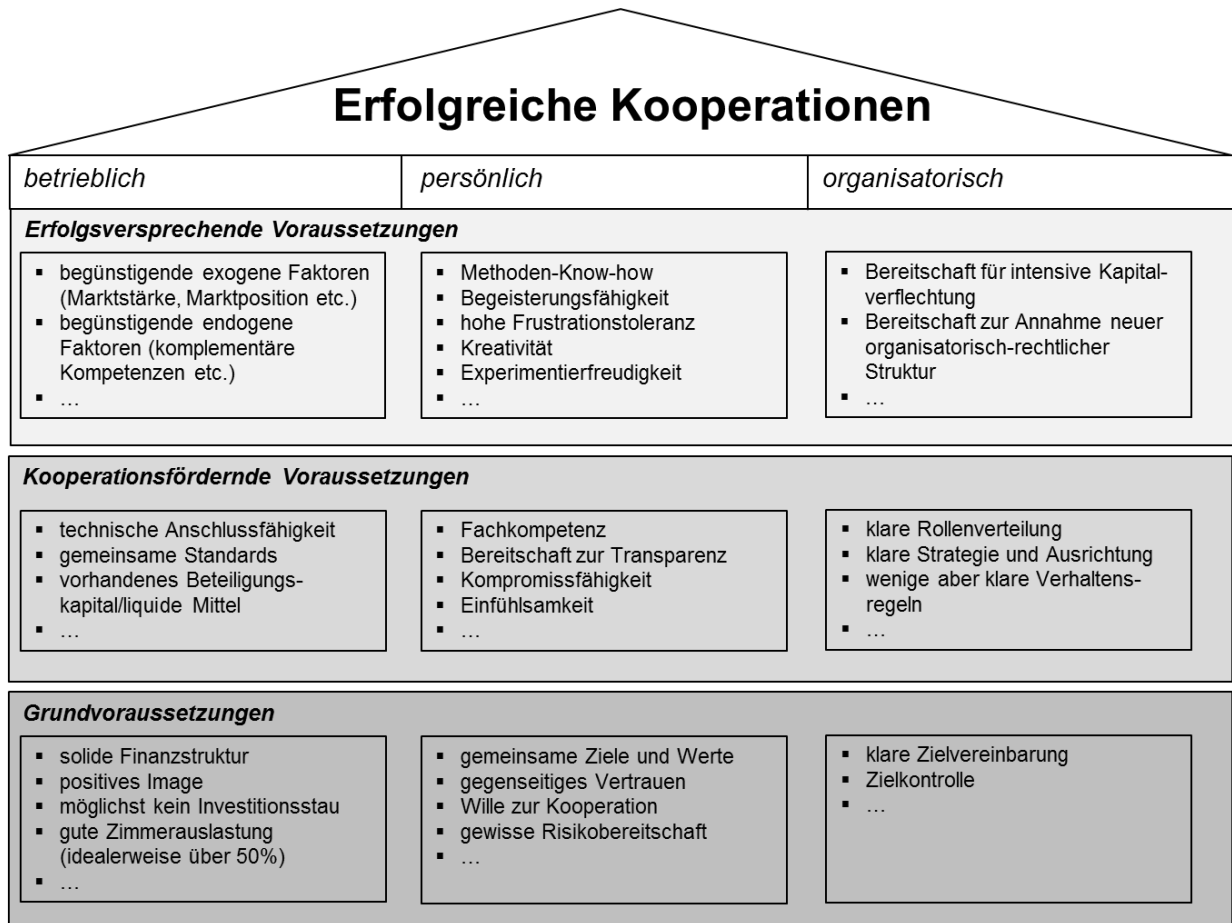 Erfolgreiche Kooperationen
betrieblich
persönlich
organisatorisch
Erfolgsversprechende Voraussetzungen
▪ begünstigende exogene Faktoren
(Marktstärke, Marktposition etc.)
▪ begünstigende endogene
Faktoren (komplementäre
Kompetenzen etc.)
▪ …
▪ Methoden-Know-how
▪ Begeisterungsfähigkeit
▪ hohe Frustrationstoleranz
▪ Kreativität
▪ Experimentierfreudigkeit
▪ …
▪ Bereitschaft für intensive Kapital-
verflechtung
▪ Bereitschaft zur Annahme neuer
organisatorisch-rechtlicher
Struktur
▪ …
Kooperationsfördernde Voraussetzungen
▪ technische Anschlussfähigkeit
▪ gemeinsame Standards
▪ vorhandenes Beteiligungs-
kapital/liquide Mittel
▪ …
▪ Fachkompetenz
▪ Bereitschaft zur Transparenz
▪ Kompromissfähigkeit
▪ Einfühlsamkeit
▪ …
▪ klare Rollenverteilung
▪ klare Strategie und Ausrichtung
▪ wenige aber klare Verhaltens-
regeln
▪ …
Grundvoraussetzungen
▪ solide Finanzstruktur
▪ positives Image
▪ möglichst kein Investitionsstau
▪ gute Zimmerauslastung
(idealerweise über 50%)
▪ …
▪ gemeinsame Ziele und Werte
▪ gegenseitiges Vertrauen
▪ Wille zur Kooperation
▪ gewisse Risikobereitschaft
▪ …
▪ klare Zielvereinbarung
▪ Zielkontrolle
▪ …